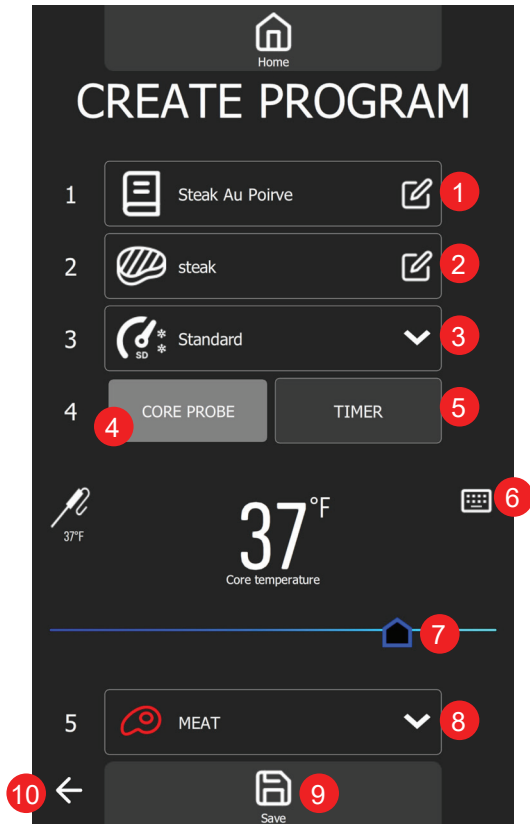 Home
CREATE PROGRAM
1 Steak Au Poirve 1
2 steak 2
3 SD ** Standard 3
4 CORE PROBE 4 TIMER 5
37°F 37°F 6
Core temperature
7
5 MEAT 8
10 Save 9